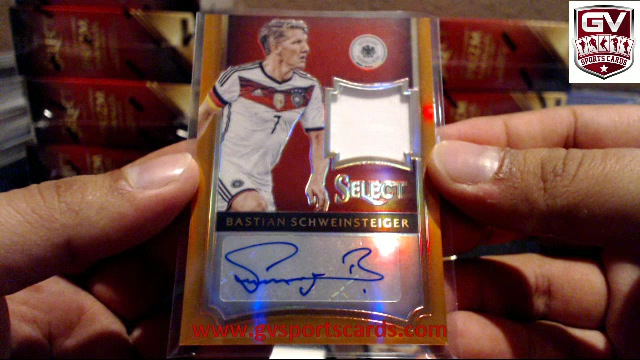 GV
SPORTS CARDS
7
SELECT
BASTIAN SCHWEINSTEIGER
www.gvsportscards.com